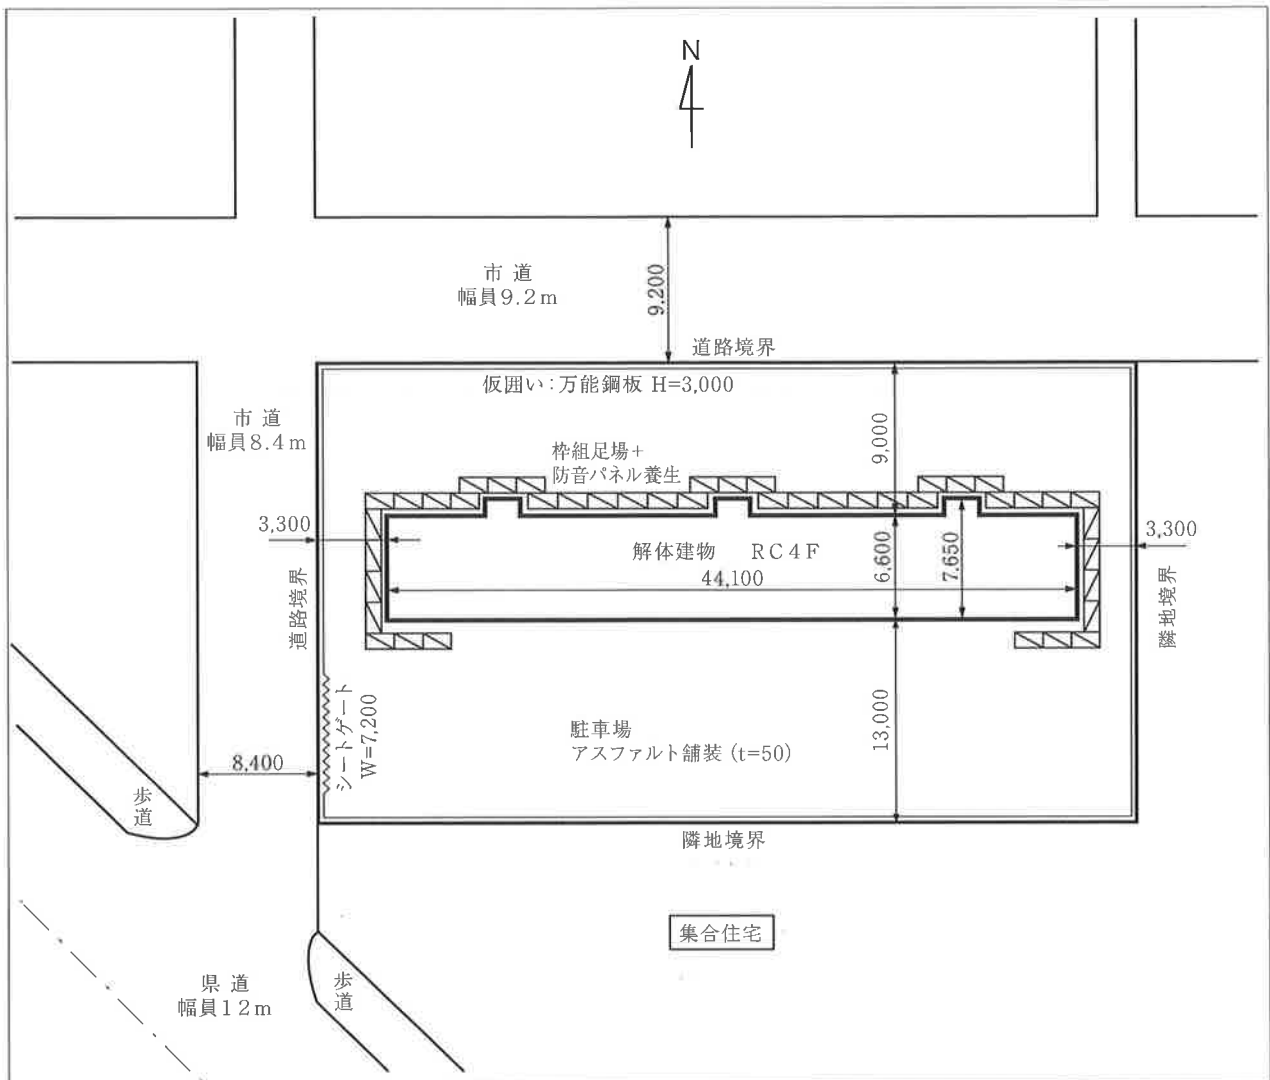 N
市 道
幅員9.2m
9,200
道路境界
仮囲い:万能鋼板 H=3,000
市 道
幅員8.4m
枠組足場+
防音パネル養生
9,000
3,300
3,300
解体建物 RC4F
44,100
6,600
7,650
道路境界
隣地境界
シートゲート
W=7,200
駐車場
アスファルト舗装 (t=50)
13,000
8,400
歩道
隣地境界
集合住宅
県 道
幅員12m
歩道